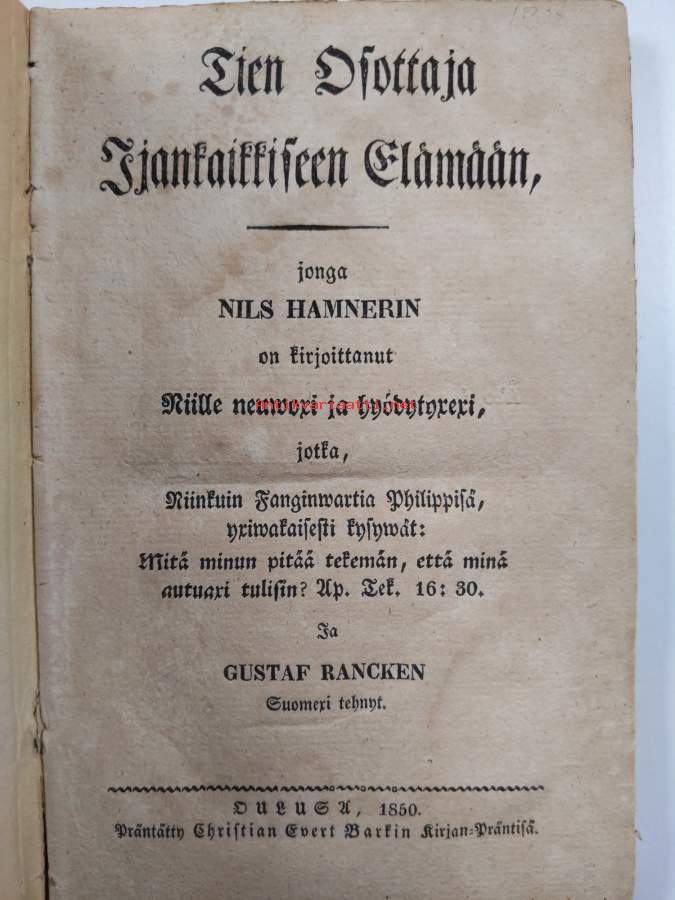 Tien Osottaja
Ijankaikkiseen Elämään,
jonga
NILS HAMNERIN
on kirjoittanut
Niille neuwoxi ja hyödytyxexi,
antikvariaatti.net
jotka,
Niinkuin Fanginwartia Philippisä,
yxiwakaisesti kysywät:
Mitä minun pitää tekemän, että minä
autuaxi tulisin? Ap. Tek. 16: 30.
Ja
GUSTAF RANCKEN
Suomexi tehnyt.
OULUSA, 1850.
Präntätty Christian Evert Barkin Kirjan-Präntisä.